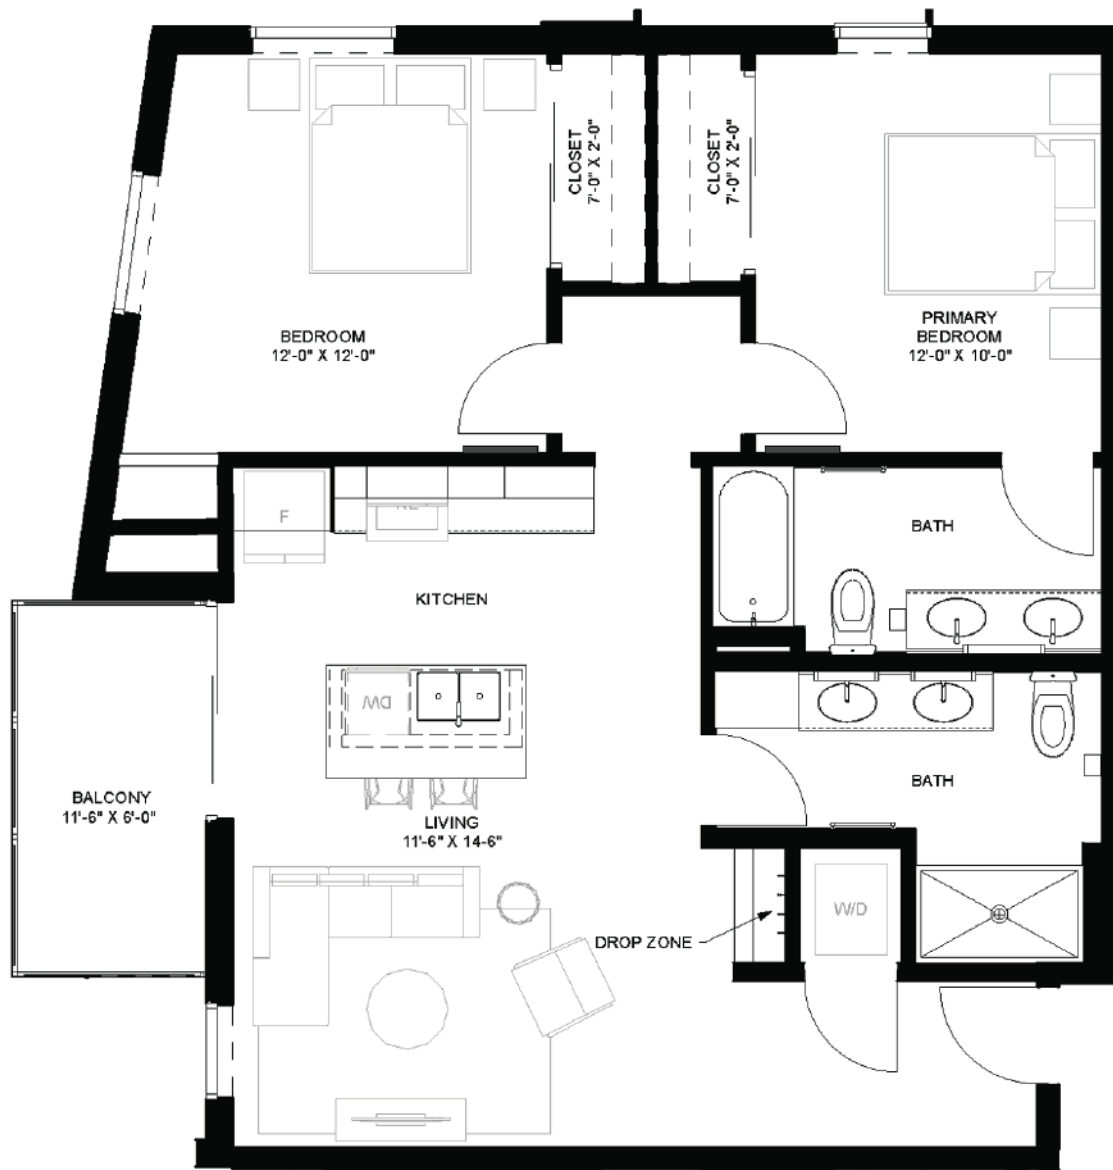 CLOSET
7'-0" X 2'-0"
CLOSET
7'-0" X 2'-0"
BEDROOM
12'-0" X 12'-0"
PRIMARY
BEDROOM
12'-0" X 10'-0"
F
BATH
KITCHEN
DW
BATH
BALCONY
11'-6" X 6'-0"
LIVING
11'-6" X 14'-6"
W/D
DROP ZONE